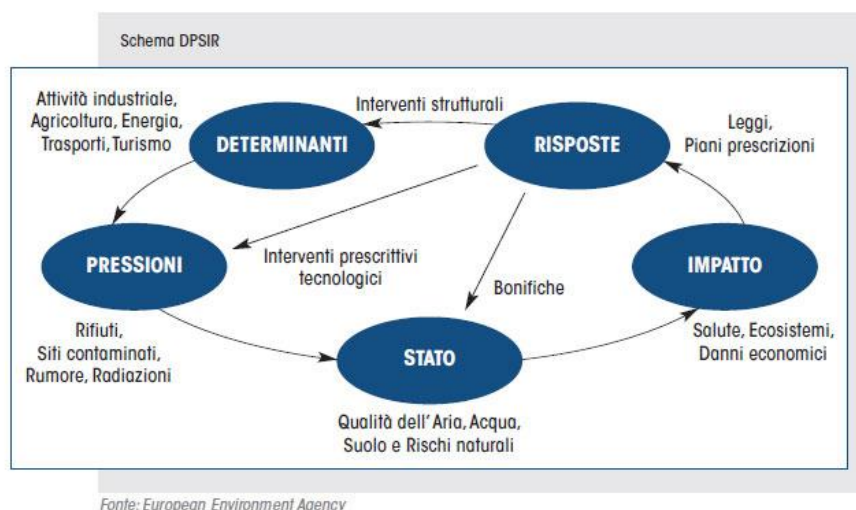 Schema DPSIR
Attività industriale,
Agricoltura, Energia,
Trasporti, Turismo
DETERMINANTI
Interventi strutturali
RISPOSTE
Leggi,
Piani prescrizioni
PRESSIONI
Interventi prescrittivi
tecnologici
Bonifiche
IMPATTO
Rifiuti,
Siti contaminati,
Rumore, Radiazioni
STATO
Salute, Ecosistemi,
Danni economici
Qualità dell'Aria, Acqua,
Suolo e Rischi naturali
Fonte: European Environment Agency